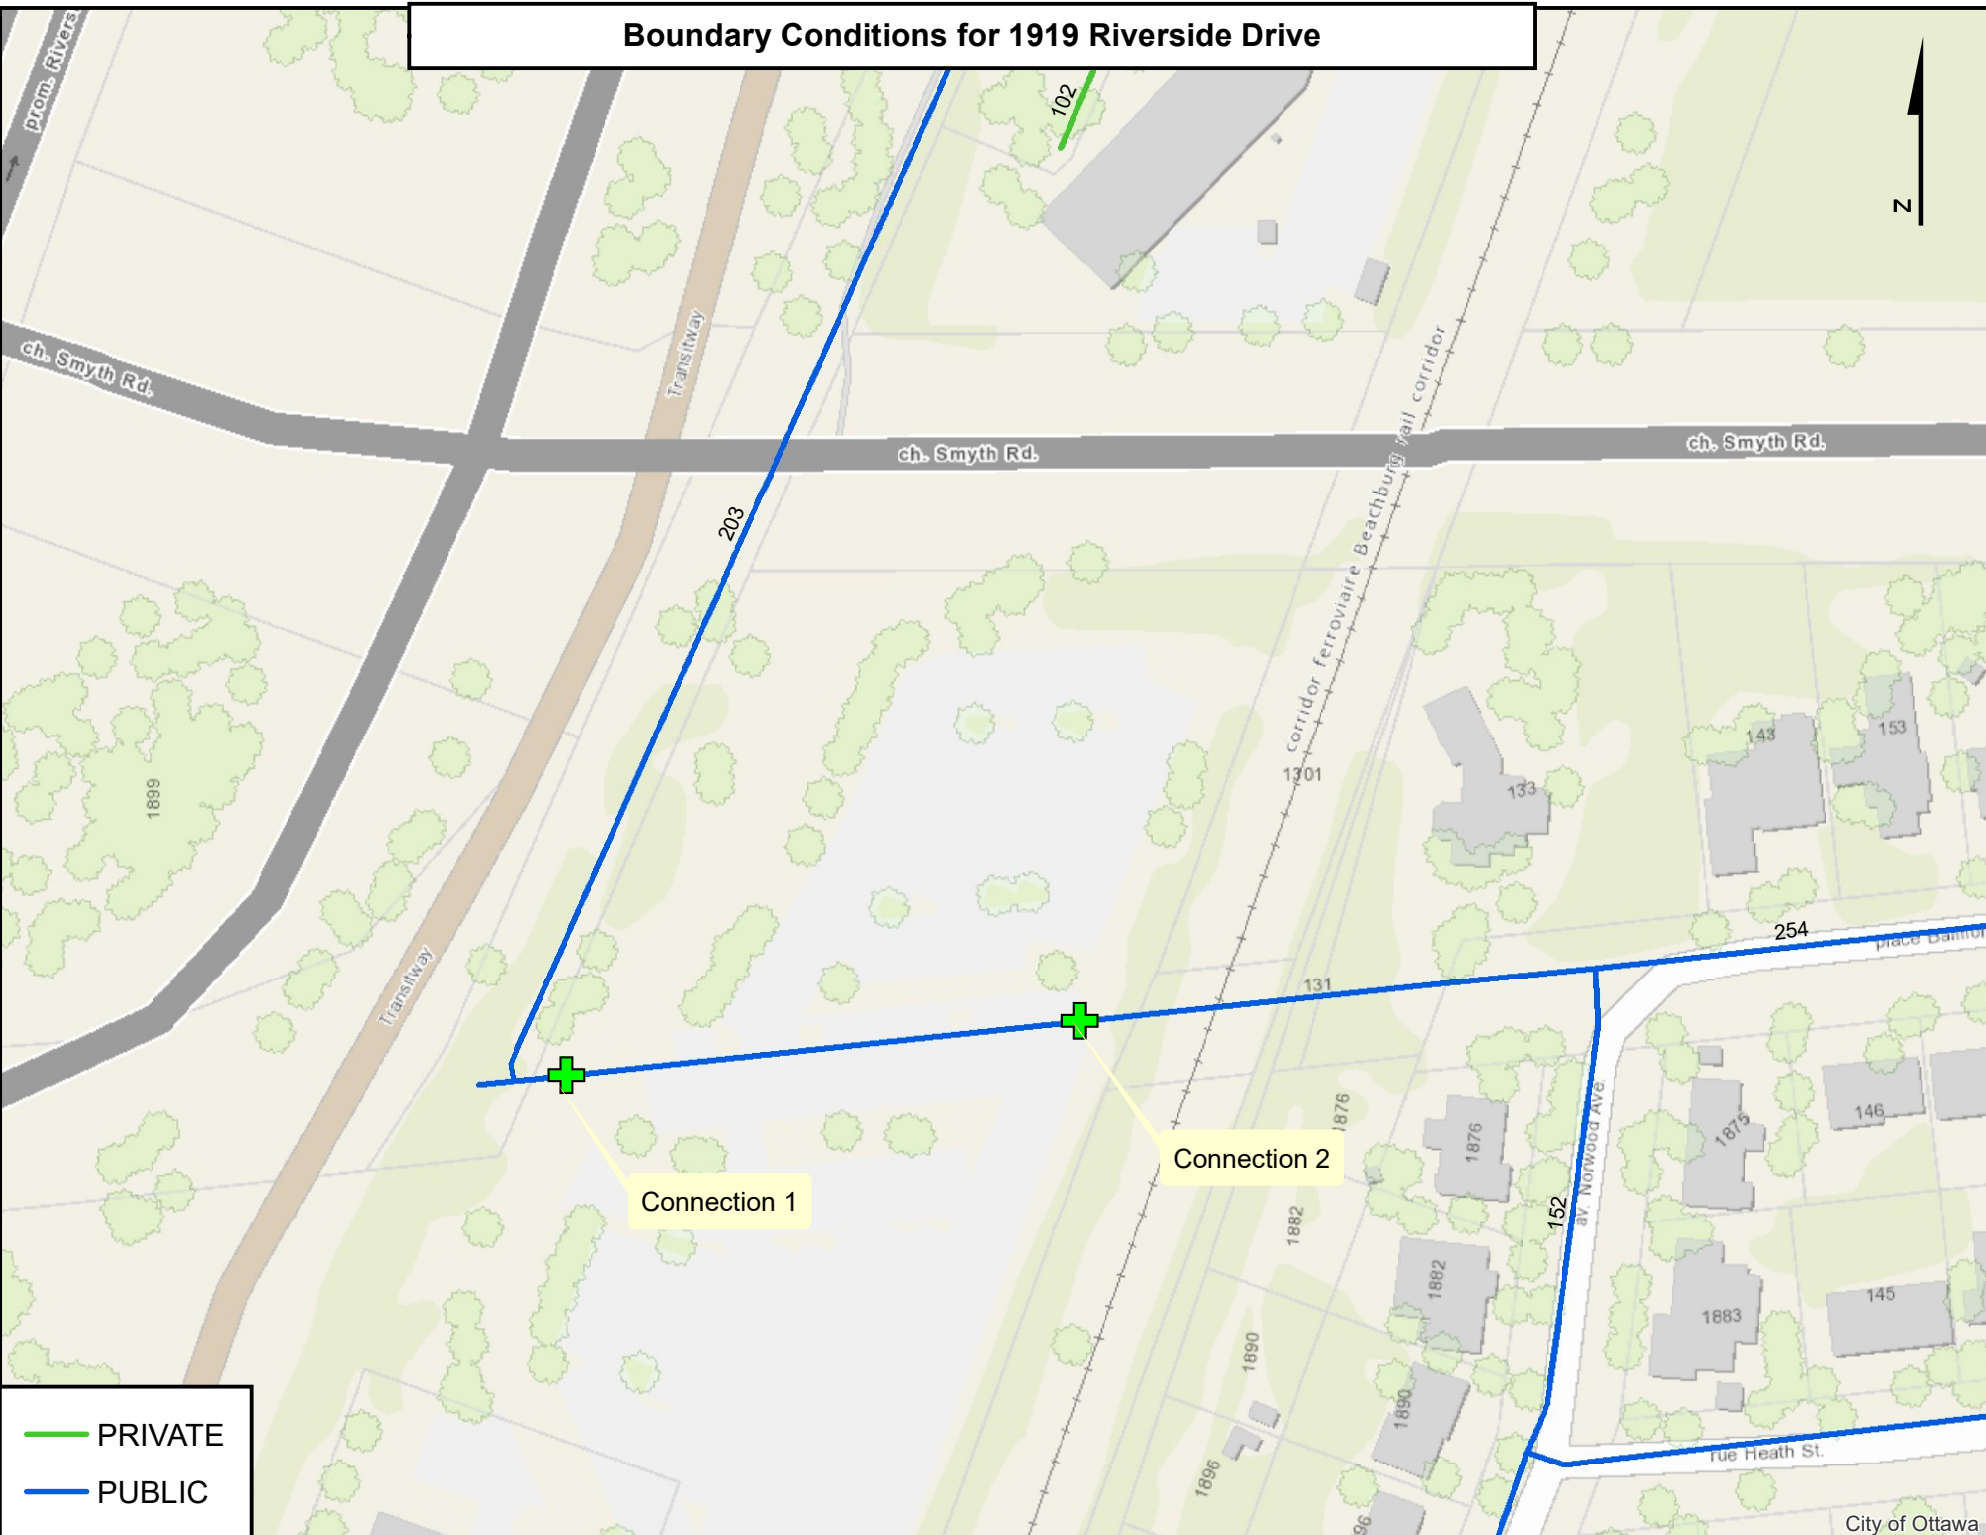 Boundary Conditions for 1919 Riverside Drive
prom. Rivers
102
N
ch. Smyth Rd.
Transitway
ch. Smyth Rd.
ch. Smyth Rd.
corridor ferroviaire Beachburg rail corridor
203
1301
133
143
153
1899
Transitway
254
place
131
Connection 1
Connection 2
1876
1876
1882
1882
1890
1890
1896
96
152
av. Norwood Ave.
1875
146
1883
145
rue Heath St.
PRIVATE
PUBLIC
City of Ottawa